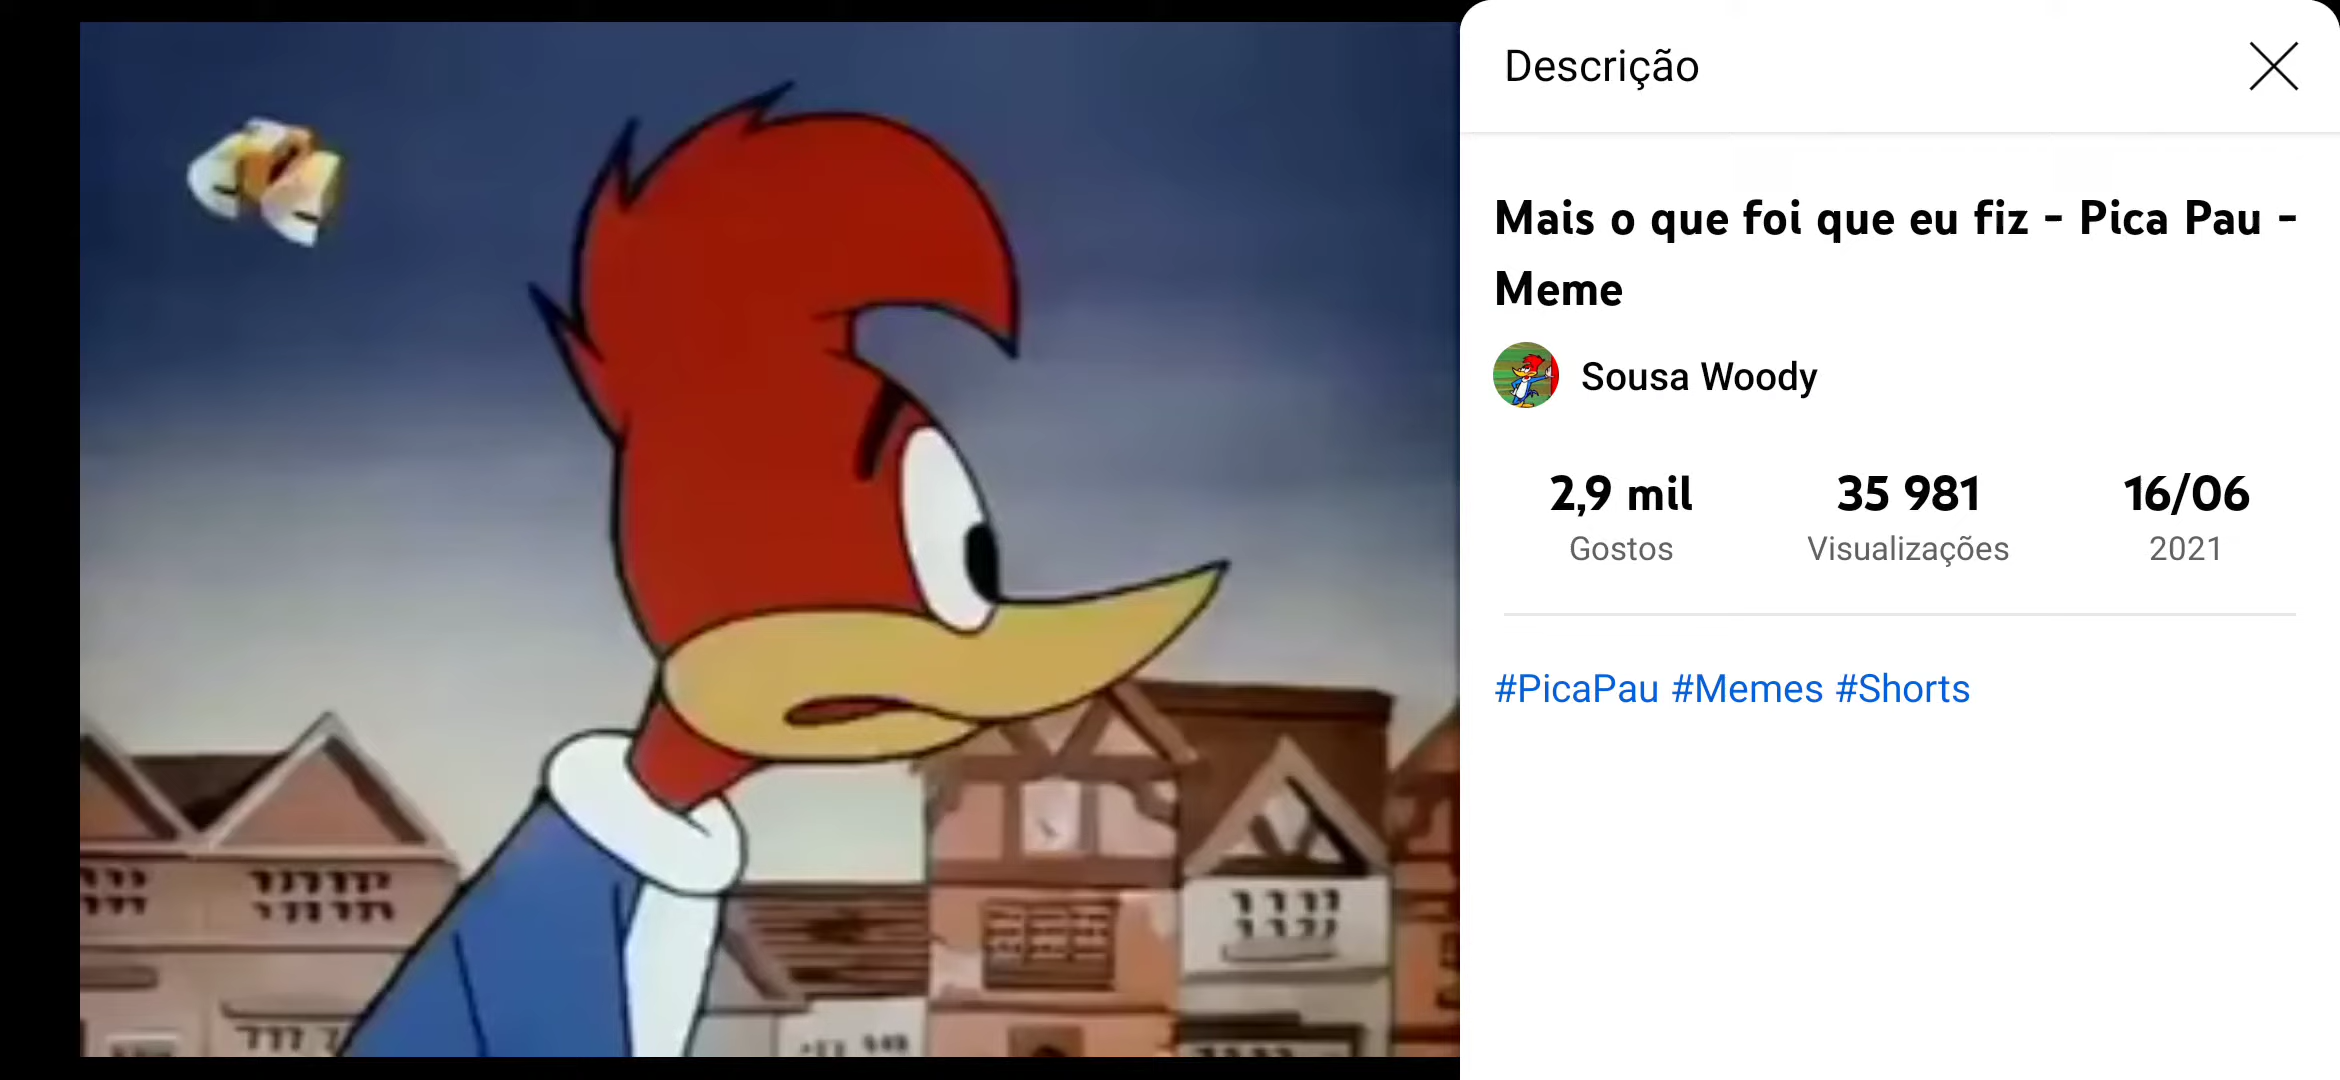 Descrição
Mais o que foi que eu fiz - Pica Pau -
Meme
Sousa Woody
2,9 mil
Gostos
35 981
Visualizações
16/06
2021
#PicaPau #Memes #Shorts